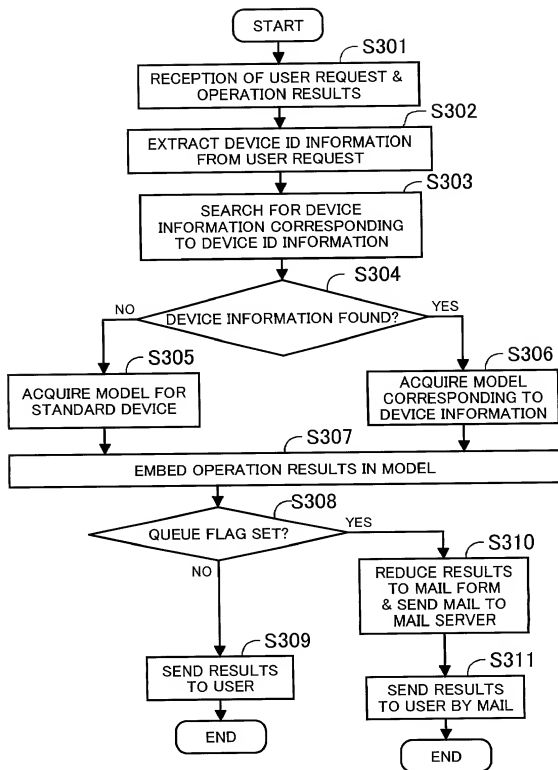 START
S301
RECEPTION OF USER REQUEST &
OPERATION RESULTS
S302
EXTRACT DEVICE ID INFORMATION
FROM USER REQUEST
S303
SEARCH FOR DEVICE
INFORMATION CORRESPONDING
TO DEVICE ID INFORMATION
S304
NO
YES
DEVICE INFORMATION FOUND?
S305
ACQUIRE MODEL FOR
STANDARD DEVICE
S306
ACQUIRE MODEL
CORRESPONDING TO
DEVICE INFORMATION
S307
EMBED OPERATION RESULTS IN MODEL
S308
QUEUE FLAG SET?
YES
NO
S310
REDUCE RESULTS
TO MAIL FORM
& SEND MAIL TO
MAIL SERVER
S309
SEND RESULTS
TO USER
END
S311
SEND RESULTS
TO USER BY MAIL
END